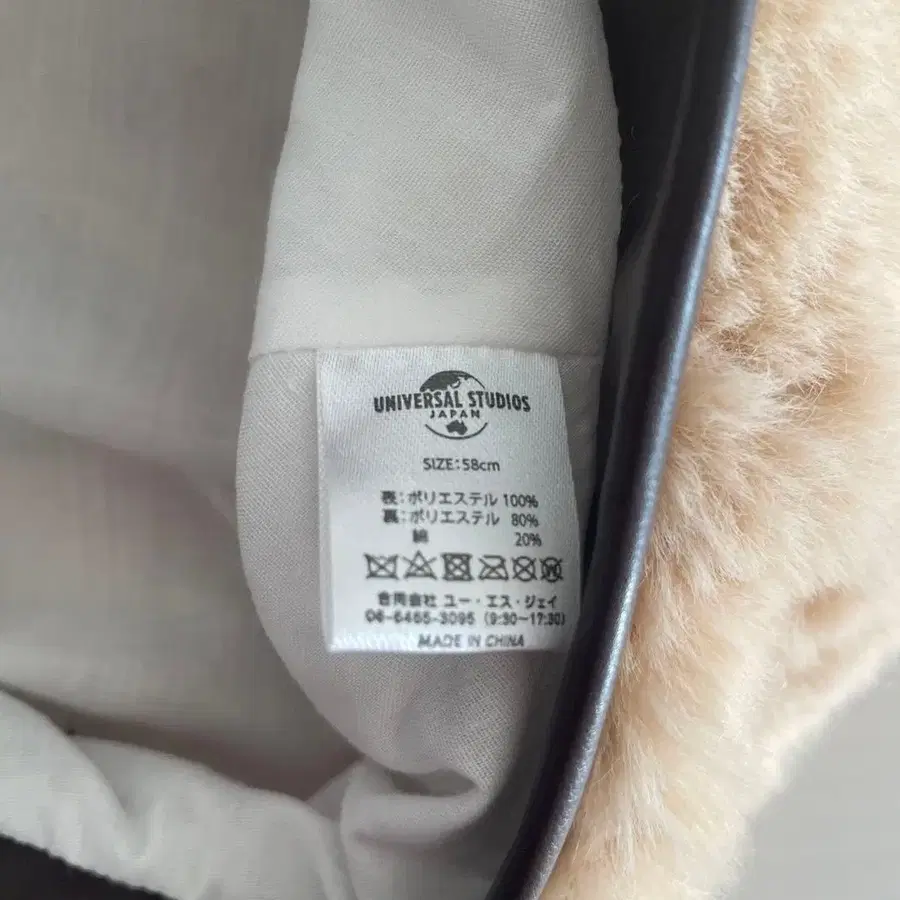 UNIVERSAL STUDIOS
JAPAN
SIZE:58cm
表:ポリエステル 100%
裏:ポリエステル 80%
綿 20%
合同会社 ユー・エス・ジェイ
06-6465-3095 (9:30~17:30)
MADE IN CHINA